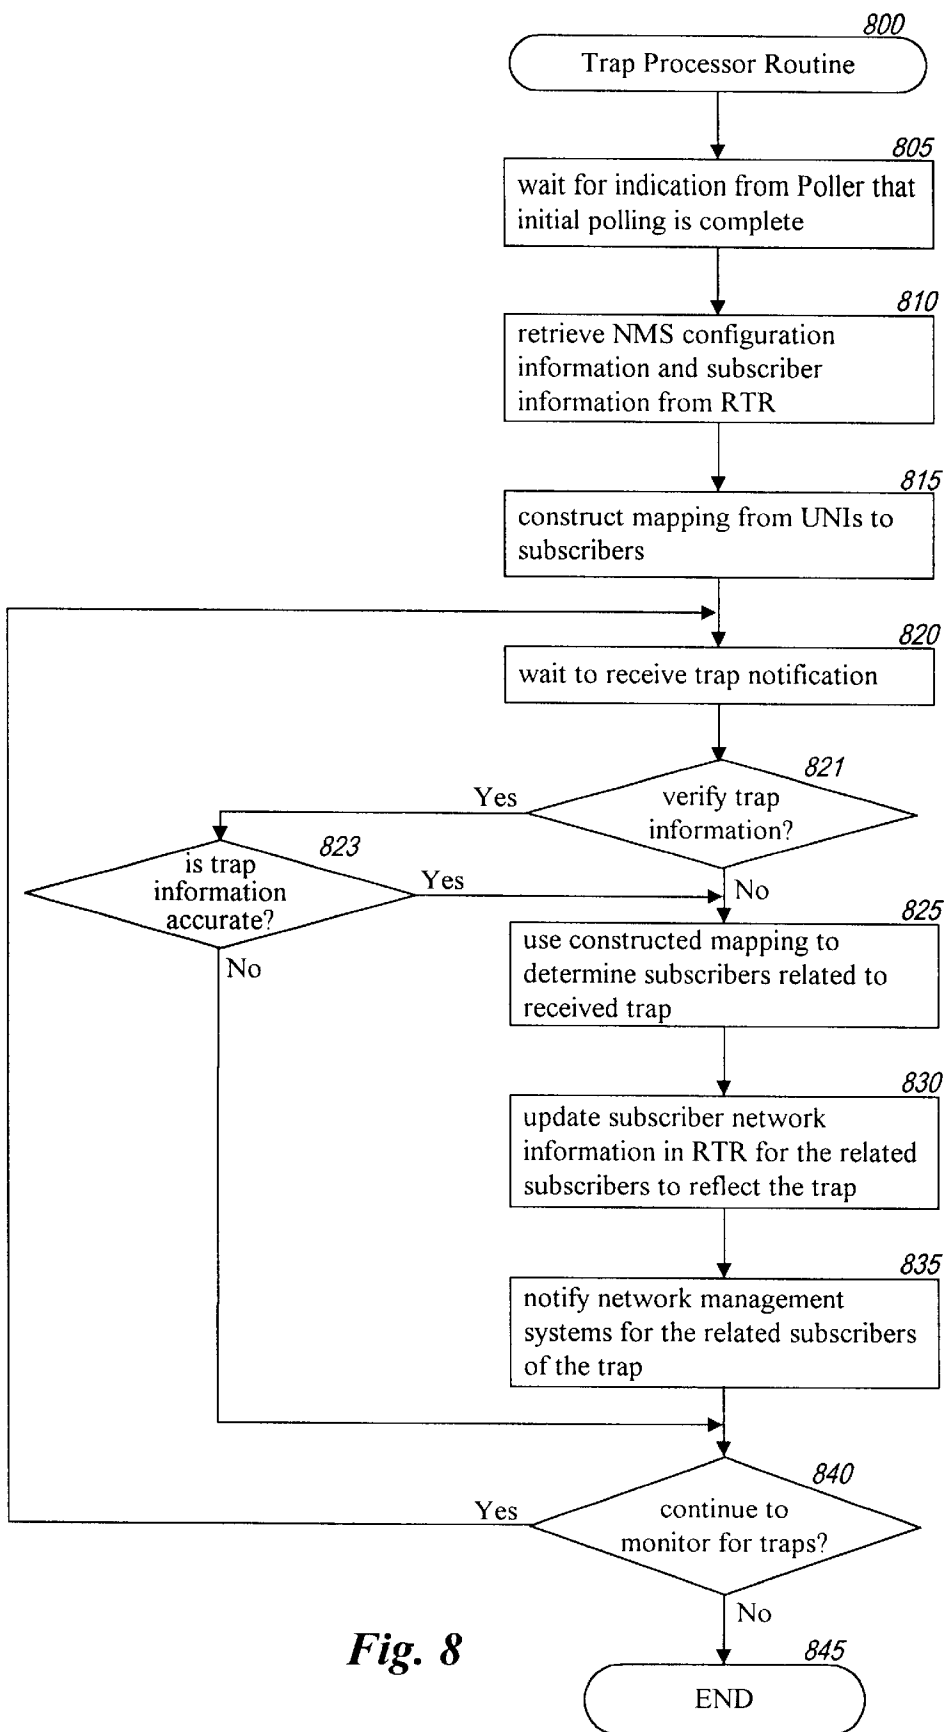 800
Trap Processor Routine
805
wait for indication from Poller that
initial polling is complete
810
retrieve NMS configuration
information and subscriber
information from RTR
815
construct mapping from UNIs to
subscribers
820
wait to receive trap notification
821
verify trap
information?
Yes
No
823
is trap
information
accurate?
Yes
No
825
use constructed mapping to
determine subscribers related to
received trap
830
update subscriber network
information in RTR for the related
subscribers to reflect the trap
835
notify network management
systems for the related subscribers
of the trap
840
continue to
monitor for traps?
Yes
No
845
END
Fig. 8